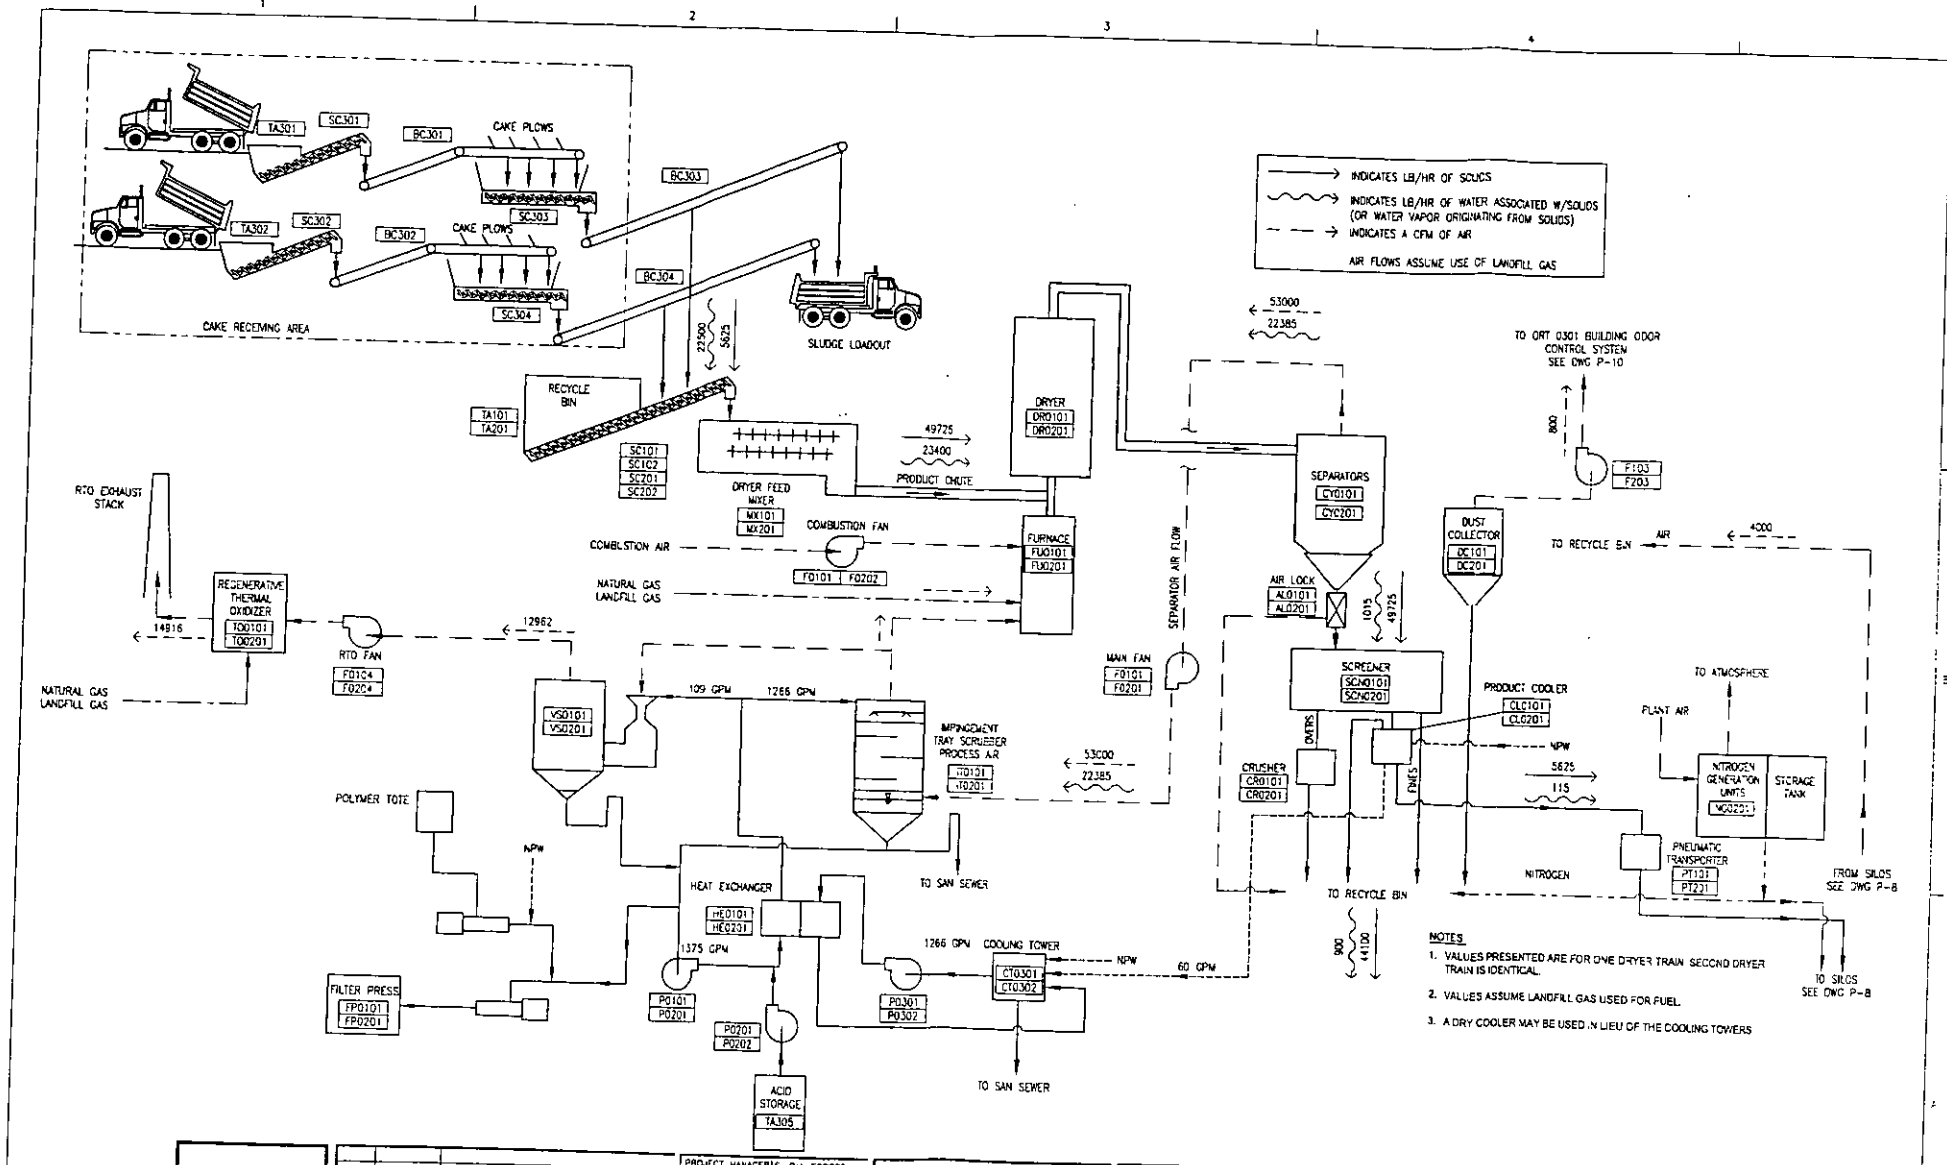 1
2
3
4
TA301
SC301
BC301
CAKE PLOWS
SC303
BC303
TA302
SC302
BC302
CAKE PLOWS
SC304
BC304
CAKE RECEIVING AREA
22500
5625
SLUDGE LOADOUT
INDICATES LB/HR OF SOLIDS
INDICATES LB/HR OF WATER ASSOCIATED W/SOLIDS
(OR WATER VAPOR ORIGINATING FROM SOLIDS)
INDICATES A CFM OF AIR
AIR FLOWS ASSUME USE OF LANDFILL GAS
RECYCLE
BIN
TA101
TA201
SC101
SC102
SC201
SC202
DRYER FEED
MIXER
MX101
MX201
49725
23400
PRODUCT CHUTE
DRYER
DR0101
DR0201
53000
22385
TO ORT 0301 BUILDING ODOR
CONTROL SYSTEM
SEE DWG P-10
800
F103
F203
SEPARATORS
CY0101
CYC201
DUST
COLLECTOR
DC101
DC201
TO RECYCLE BIN
AIR
4000
RTO EXHAUST
STACK
COMBUSTION FAN
COMBSTION AIR
F0101
F0202
NATURAL GAS
LANDFILL GAS
FURNACE
FU0101
FU0201
SEPARATOR AIR FLOW
AIR LOCK
AL0101
AL0201
1015
49725
REGENERATIVE
THERMAL
OXIDIZER
TO0101
TO0201
14916
12962
RTO FAN
F0104
F0204
NATURAL GAS
LANDFILL GAS
109 GPM
1266 GPM
VS0101
VS0201
IMPINGEMENT
TRAY SCRUBBER
PROCESS AIR
IT0101
IT0201
MAIN FAN
F0101
F0201
53000
22385
SCREENER
SCN0101
SCN0201
PRODUCT COOLER
CLC101
CL0201
OVERS
FINES
NPW
CRUSHER
CR0101
CR0201
5625
115
TO ATMOSPHERE
PLANT AIR
NITROGEN
GENERATION
UNITS
NG0201
STORAGE
TANK
PNEUMATIC
TRANSPORTER
PT101
PT201
FROM SILOS
SEE DWG P-8
NITROGEN
TO RECYCLE BIN
900
44100
TO SILOS
SEE DWG P-8
POLYMER TOTE
NPW
HEAT EXCHANGER
HE0101
HE0201
TO SAN SEWER
1375 GPM
P0101
P0201
P0201
P0202
1266 GPM
COOLING TOWER
CT0301
CT0302
NPW
60 GPM
P0301
P0302
FILTER PRESS
FP0101
FP0201
ACID
STORAGE
TA305
TO SAN SEWER
NOTES
1. VALUES PRESENTED ARE FOR ONE DRYER TRAIN SECOND DRYER
TRAIN IS IDENTICAL.
2. VALUES ASSUME LANDFILL GAS USED FOR FUEL.
3. A DRY COOLER MAY BE USED IN LIEU OF THE COOLING TOWERS